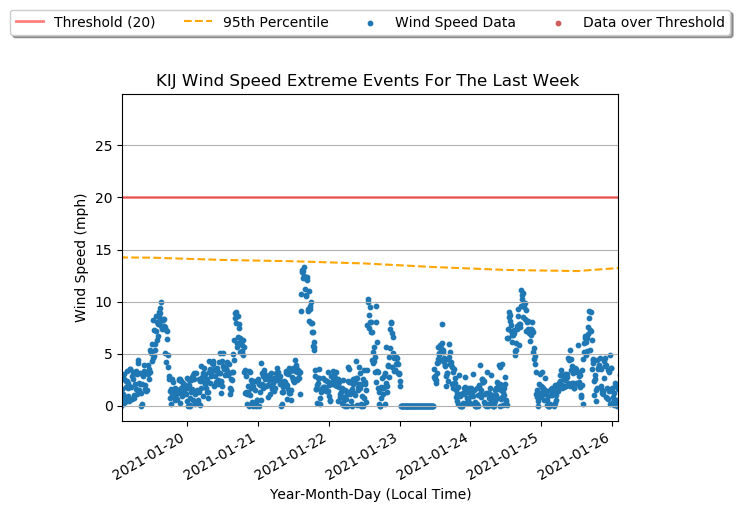 Threshold (20) 95th Percentile Wind Speed Data Data over Threshold
KIJ Wind Speed Extreme Events For The Last Week
25
20
15
10
5
0
Wind Speed (mph)
2021-01-20 2021-01-21 2021-01-22 2021-01-23 2021-01-24 2021-01-25 2021-01-26
Year-Month-Day (Local Time)